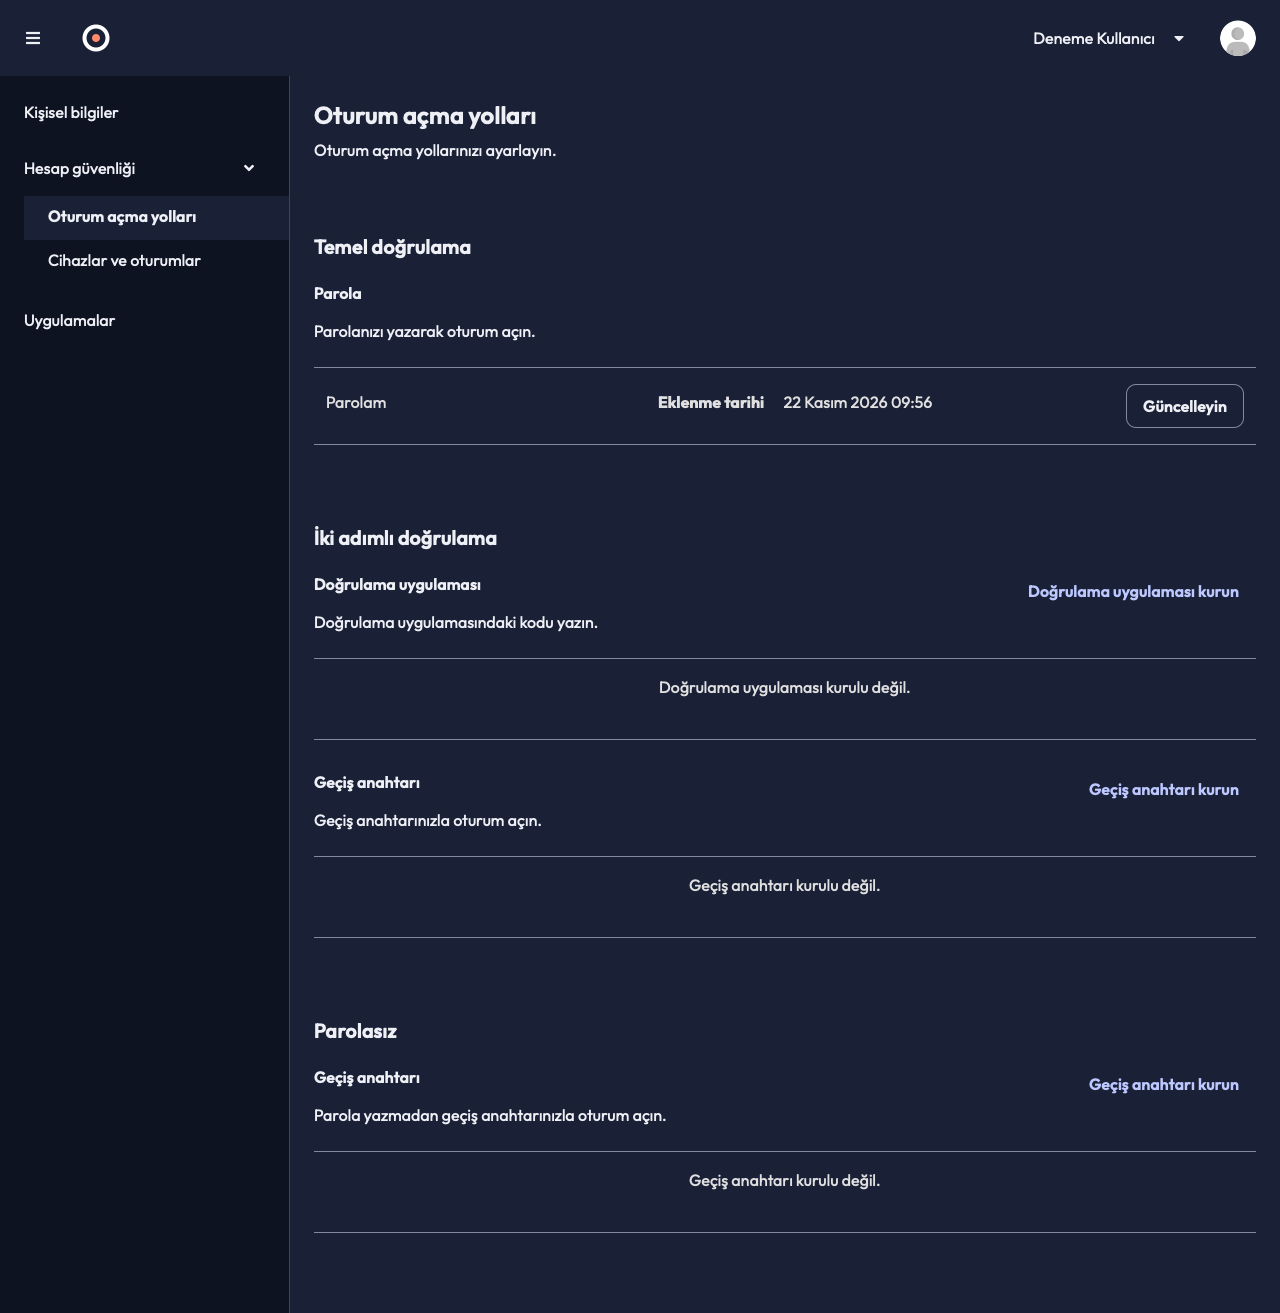 Deneme Kullanıcı
Kişisel bilgiler
Hesap güvenliği
Oturum açma yolları
Cihazlar ve oturumlar
Uygulamalar
Oturum açma yolları
Oturum açma yollarınızı ayarlayın.
Temel doğrulama
Parola
Parolanızı yazarak oturum açın.
Parolam Eklenme tarihi 22 Kasım 2026 09:56 Güncelleyin
İki adımlı doğrulama
Doğrulama uygulaması
Doğrulama uygulaması kurun
Doğrulama uygulamasındaki kodu yazın.
Doğrulama uygulaması kurulu değil.
Geçiş anahtarı
Geçiş anahtarı kurun
Geçiş anahtarınızla oturum açın.
Geçiş anahtarı kurulu değil.
Parolasız
Geçiş anahtarı
Geçiş anahtarı kurun
Parola yazmadan geçiş anahtarınızla oturum açın.
Geçiş anahtarı kurulu değil.